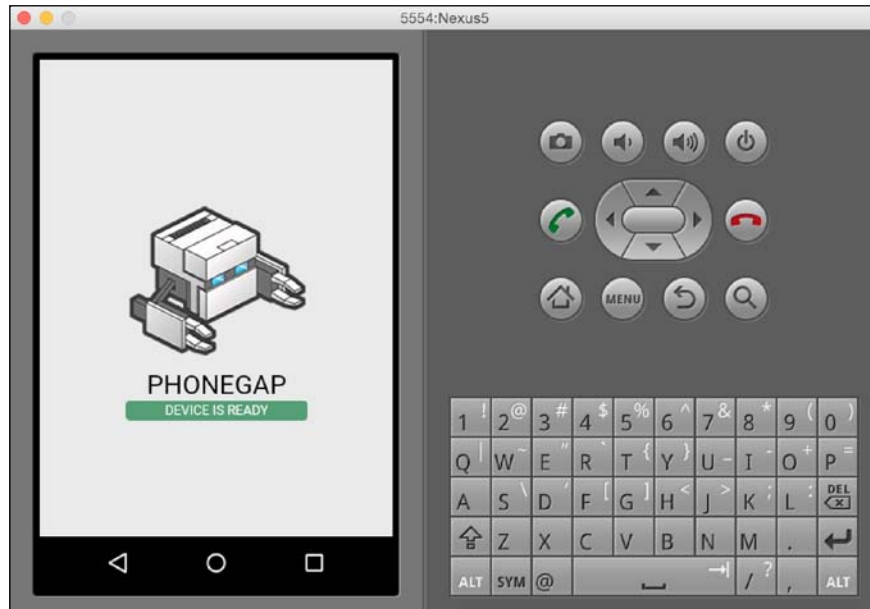 5554:Nexus5
PHONEGAP
DEVICE IS READY
MENU
1 ! 2 @ 3 # 4 $ 5 % 6 ^ 7 & 8 * 9 ( 0 )
Q | W ~ E " R ` T { Y } U _ I - O + P =
A S \ D ' F [ G ] H < J > K ; L : DEL
Z X C V B N M .
ALT SYM @ / ? , ALT